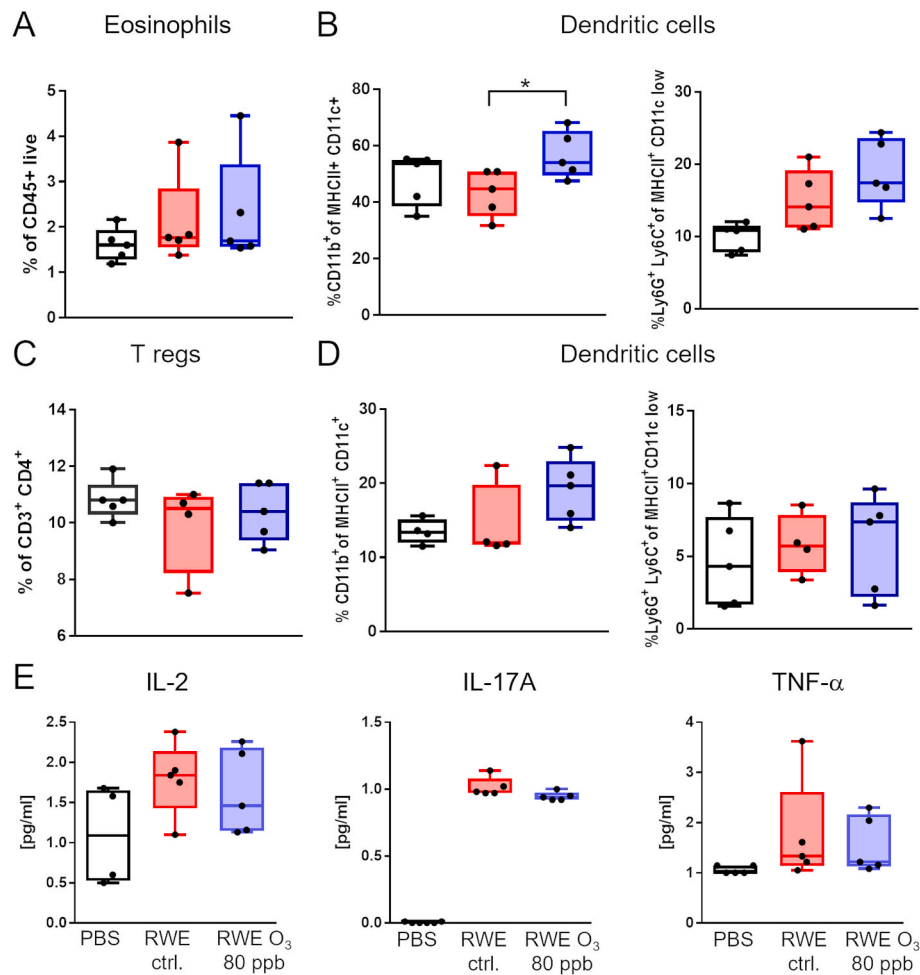 A
Eosinophils
% of CD45+ live
5
4
3
2
1
0
B
Dendritic cells
%CD11b⁺of MHCII+ CD11c+
80
60
40
20
0
*
%Ly6G⁺ Ly6C⁺of MHCII⁺ CD11c low
30
20
10
0
C
T regs
% of CD3⁺ CD4⁺
14
12
10
8
6
D
Dendritic cells
% CD11b⁺of MHCII⁺ CD11c⁺
30
20
10
0
%Ly6G⁺ Ly6C⁺of MHCII⁺CD11c low
15
10
5
0
E
IL-2
[pg/ml]
2.5
2.0
1.5
1.0
0.5
0.0
PBS
RWE
ctrl.
RWE O₃
80 ppb
IL-17A
[pg/ml]
1.5
1.0
0.5
0.0
PBS
RWE
ctrl.
RWE O₃
80 ppb
TNF-α
[pg/ml]
4
3
2
1
0
PBS
RWE
ctrl.
RWE O₃
80 ppb